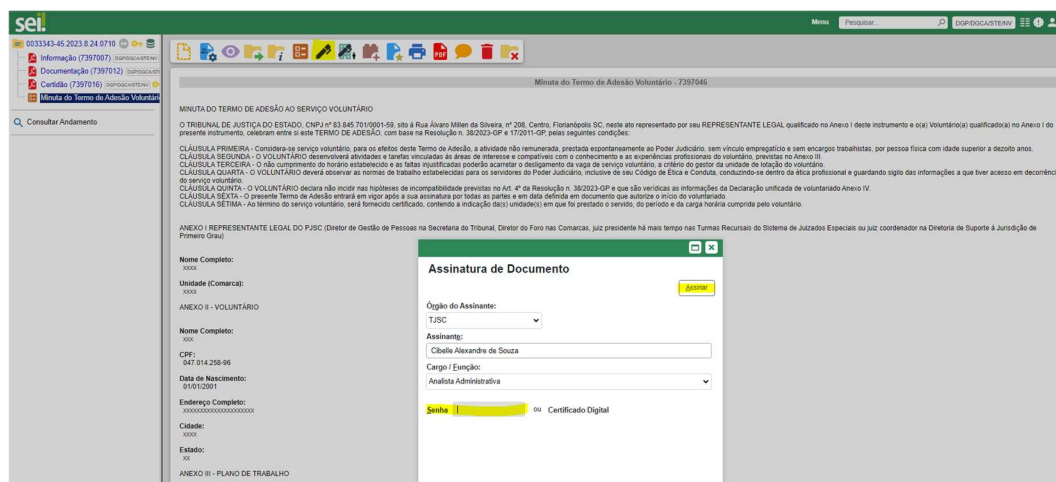 sei!
Menu Pesquisar... DGP/DGCA/STE/NV
0033343-45.2023.8.24.0710
Informação (7397007) DGP/DGCA/STE/NV
Documentação (7397012) DGP/DGCA/STE
Certidão (7397016) DGP/DGCA/STE/NV
Minuta do Termo de Adesão Voluntári
Consultar Andamento
PDF
Minuta do Termo de Adesão Voluntário - 7397046
MINUTA DO TERMO DE ADESÃO AO SERVIÇO VOLUNTÁRIO
O TRIBUNAL DE JUSTIÇA DO ESTADO, CNPJ nº 83.845.701/0001-59, sito à Rua Álvaro Millen da Silveira, nº 208, Centro, Florianópolis SC, neste ato representado por seu REPRESENTANTE LEGAL qualificado no Anexo I deste instrumento e o(a) Voluntário(a) qualificado(a) no Anexo I do
presente instrumento, celebram entre si este TERMO DE ADESÃO, com base na Resolução n. 38/2023-GP e 17/2011-GP, pelas seguintes condições:
CLÁUSULA PRIMEIRA - Considera-se serviço voluntário, para os efeitos deste Termo de Adesão, a atividade não remunerada, prestada espontaneamente ao Poder Judiciário, sem vínculo empregatício e sem encargos trabalhistas, por pessoa física com idade superior a dezoito anos.
CLÁUSULA SEGUNDA - O VOLUNTÁRIO desenvolverá atividades e tarefas vinculadas às áreas de interesse e compatíveis com o conhecimento e as experiências profissionais do voluntário, previstas no Anexo III.
CLÁUSULA TERCEIRA - O não cumprimento do horário estabelecido e as faltas injustificadas poderão acarretar o desligamento da vaga de serviço voluntário, a critério do gestor da unidade de lotação do voluntário.
CLÁUSULA QUARTA - O VOLUNTÁRIO deverá observar as normas de trabalho estabelecidas para os servidores do Poder Judiciário, inclusive de seu Código de Ética e Conduta, conduzindo-se dentro da ética profissional e guardando sigilo das informações a que tiver acesso em decorrênci
do serviço voluntário.
CLÁUSULA QUINTA - O VOLUNTÁRIO declara não incidir nas hipóteses de incompatibilidade previstas no Art. 4º da Resolução n. 38/2023-GP e que são verídicas as informações da Declaração unificada de voluntariado Anexo IV.
CLÁUSULA SÉXTA - O presente Termo de Adesão entrará em vigor após a sua assinatura por todas as partes e em data definida em documento que autorize o início do voluntariado.
CLÁUSULA SÉTIMA - Ao término do serviço voluntário, será fornecido certificado, contendo a indicação da(s) unidade(s) em que foi prestado o servido, do período e da carga horária cumprida pelo voluntário.
ANEXO I REPRESENTANTE LEGAL DO PJSC (Diretor de Gestão de Pessoas na Secretaria do Tribunal, Diretor do Foro nas Comarcas, juiz presidente há mais tempo nas Turmas Recursais do Sistema de Juizados Especiais ou juiz coordenador na Diretoria de Suporte à Jurisdição de
Primeiro Grau)
Nome Completo:
xxxx
Unidade (Comarca):
xxxx
ANEXO II - VOLUNTÁRIO
Nome Completo:
xxx
CPF:
047.014.258-96
Data de Nascimento:
01/01/2001
Endereço Completo:
xxxxxxxxxxxxxxxxxxxxx
Cidade:
xxxx
Estado:
xx
ANEXO III - PLANO DE TRABALHO
Assinatura de Documento
Assinar
Órgão do Assinante:
TJSC
Assinante:
Cibelle Alexandre de Souza
Cargo / Função:
Analista Administrativa
Senha ou Certificado Digital